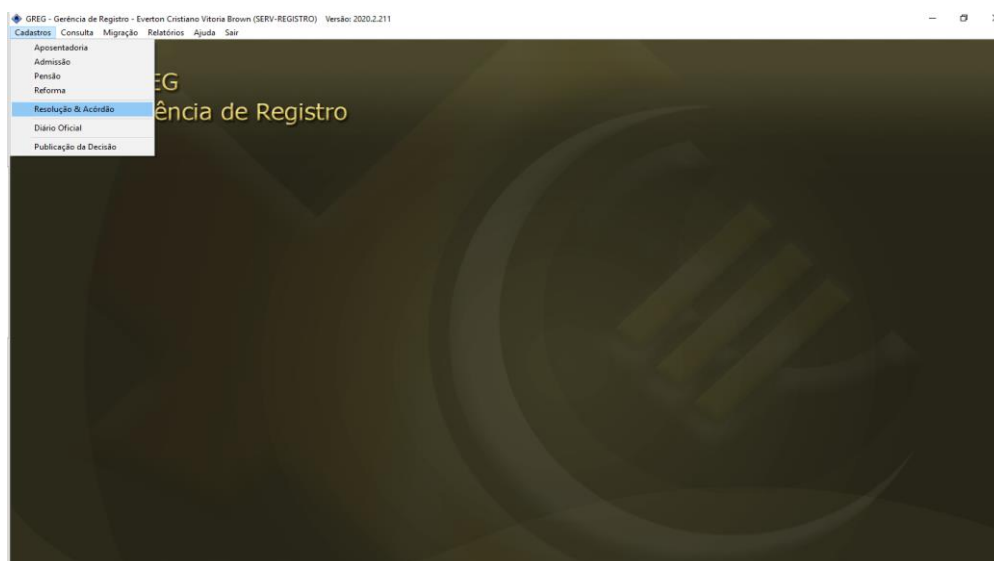 GREG - Gerência de Registro - Everton Cristiano Vitoria Brown (SERV-REGISTRO) Versão: 2020.2.211
Cadastros Consulta Migração Relatórios Ajuda Sair
Aposentadoria
Admissão
Pensão
Reforma
Resolução & Acórdão
Diário Oficial
Publicação da Decisão
EG
ência de Registro